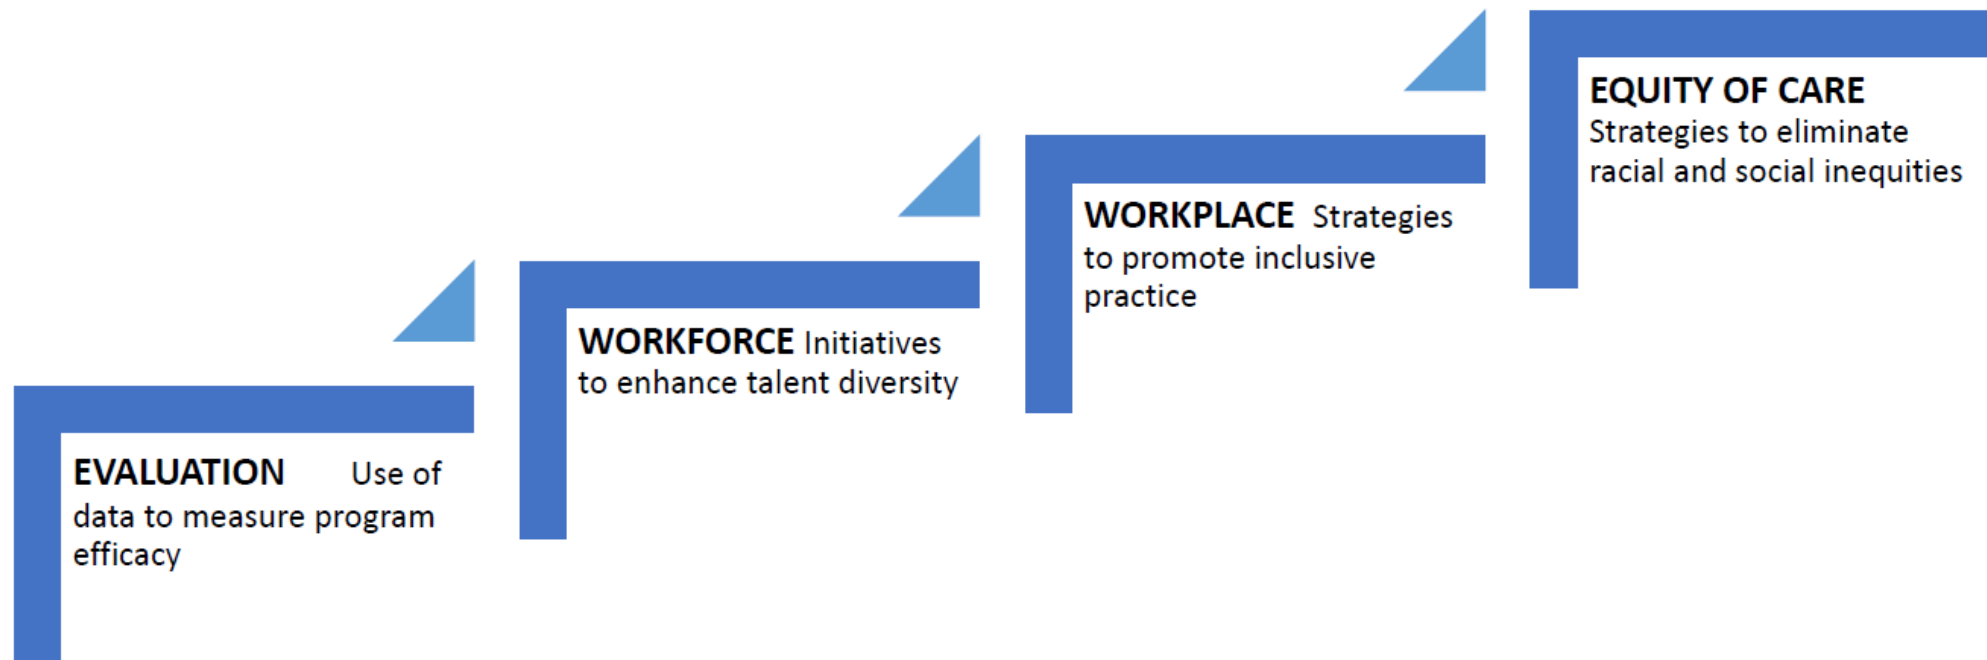 EVALUATION Use of
data to measure program
efficacy
WORKFORCE Initiatives
to enhance talent diversity
WORKPLACE Strategies
to promote inclusive
practice
EQUITY OF CARE
Strategies to eliminate
racial and social inequities